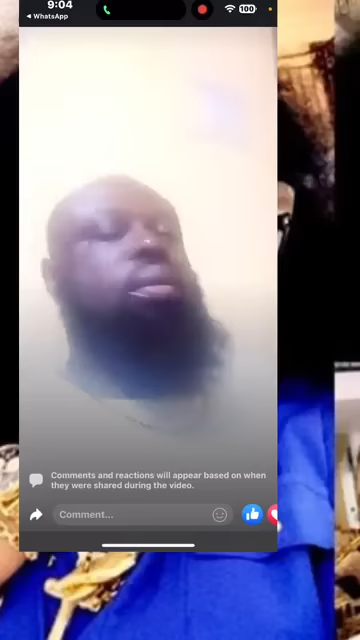 9:04
100
WhatsApp
Comments and reactions will appear based on when
they were shared during the video.
Comment...